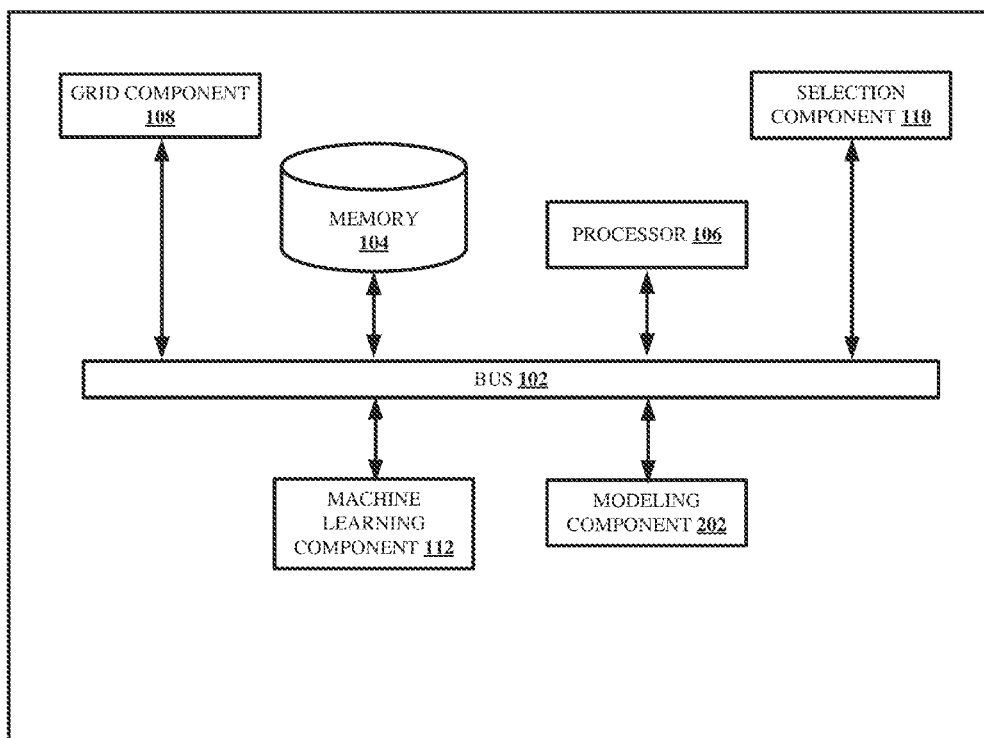 GRID COMPONENT
108
SELECTION
COMPONENT 110
MEMORY
104
PROCESSOR 106
BUS 102
MACHINE
LEARNING
COMPONENT 112
MODELING
COMPONENT 202